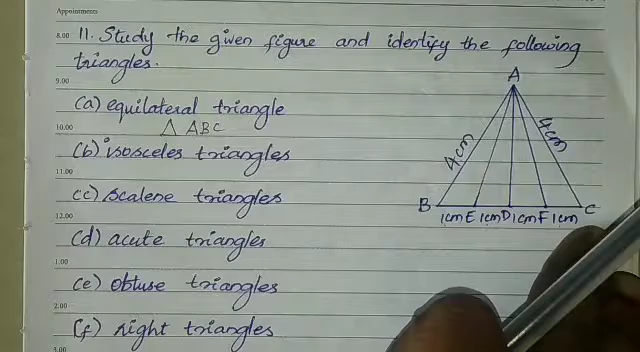 Appointments
8.00 11. Study the given figure and identify the following
triangles.
9.00
(a) equilateral triangle
△ ABC
10.00
(b) isosceles triangles
11.00
(c) scalene triangles
12.00
(d) acute triangles
1.00
(e) obtuse triangles
2.00
(f) right triangles
3.00
A
4cm 4cm
B C
1cm E 1cm D 1cm F 1cm